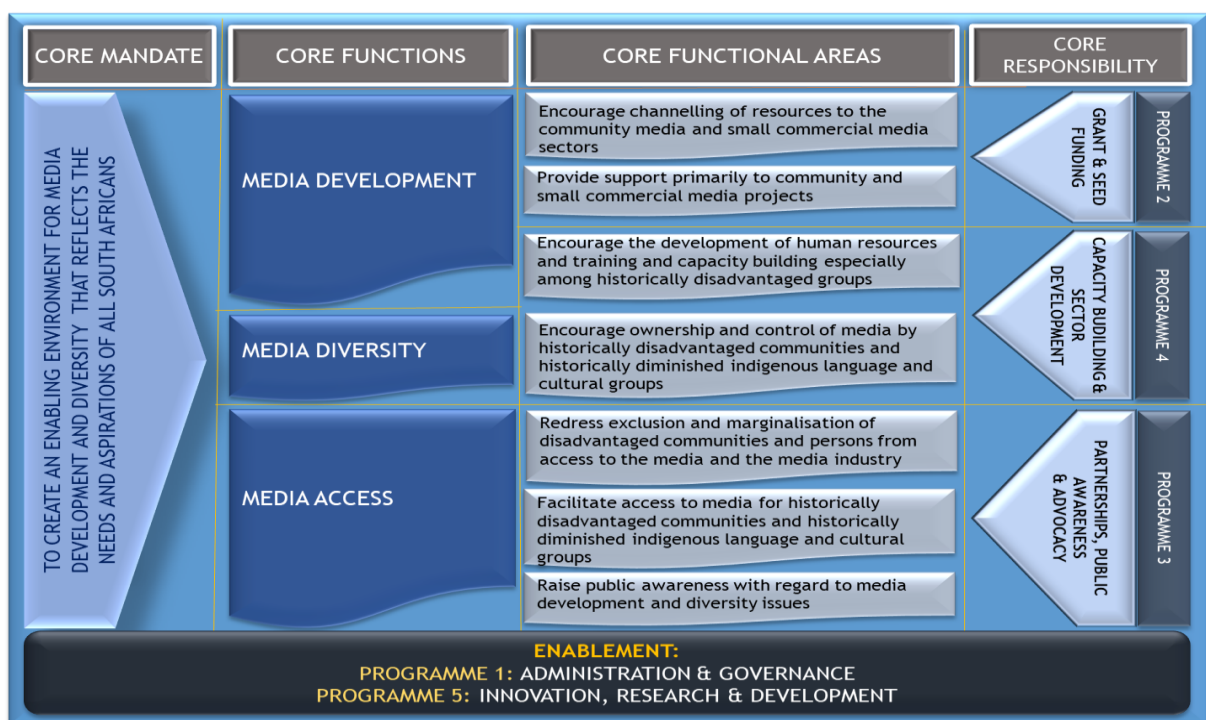 CORE MANDATE
CORE FUNCTIONS
CORE FUNCTIONAL AREAS
CORE
RESPONSIBILITY
TO CREATE AN ENABLING ENVIRONMENT FOR MEDIA
DEVELOPMENT AND DIVERSITY THAT REFLECTS THE
NEEDS AND ASPIRATIONS OF ALL SOUTH AFRICANS
MEDIA DEVELOPMENT
Encourage channelling of resources to the
community media and small commercial media
sectors
Provide support primarily to community and
small commercial media projects
GRANT & SEED
FUNDING
PROGRAMME 2
Encourage the development of human resources
and training and capacity building especially
among historically disadvantaged groups
MEDIA DIVERSITY
Encourage ownership and control of media by
historically disadvantaged communities and
historically diminished indigenous language and
cultural groups
CAPACITY BUDILING &
SECTOR
DEVELOPMENT
PROGRAMME 4
MEDIA ACCESS
Redress exclusion and marginalisation of
disadvantaged communities and persons from
access to the media and the media industry
Facilitate access to media for historically
disadvantaged communities and historically
diminished indigenous language and cultural
groups
Raise public awareness with regard to media
development and diversity issues
PARTNERSHIPS, PUBLIC
AWARENESS
& ADVOCACY
PROGRAMME 3
ENABLEMENT:
PROGRAMME 1: ADMINISTRATION & GOVERNANCE
PROGRAMME 5: INNOVATION, RESEARCH & DEVELOPMENT